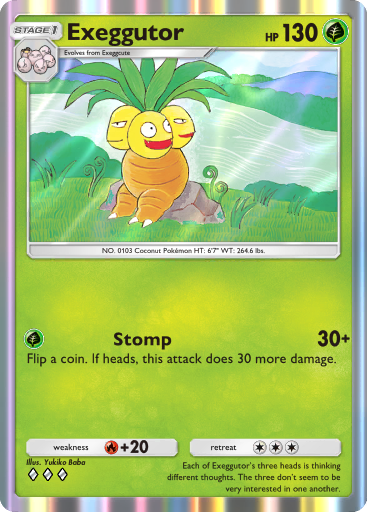 STAGE 1
Exeggutor
HP 130
Evolves from Exeggcute
NO. 0103 Coconut Pokémon HT: 6'7" WT: 264.6 lbs.
Stomp 30+
Flip a coin. If heads, this attack does 30 more damage.
weakness +20
retreat
Illus. Yukiko Baba
Each of Exeggutor's three heads is thinking
different thoughts. The three don't seem to be
very interested in one another.